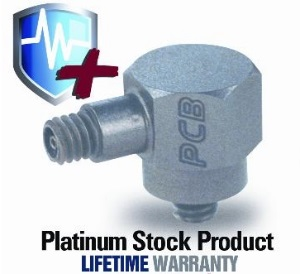 PCB
Platinum Stock Product
LIFETIME WARRANTY